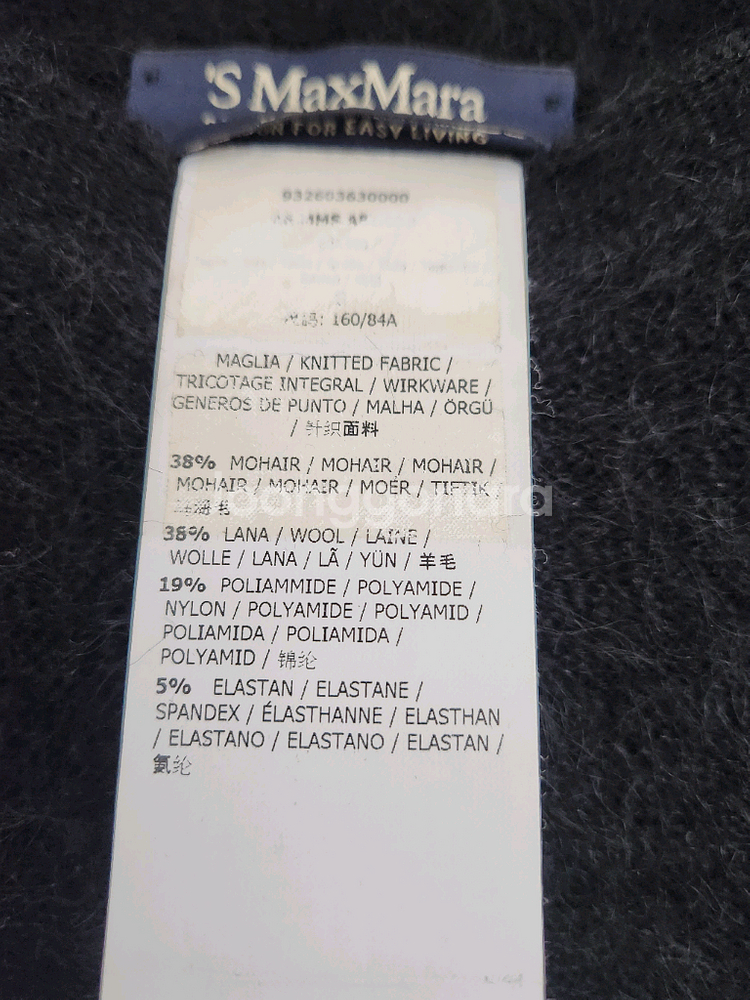 'S MaxMara
FOR EASY LIVING
932603630000
: 160/84A
MAGLIA / KNITTED FABRIC /
TRICOTAGE INTEGRAL / WIRKWARE /
GENEROS DE PUNTO / MALHA / ÖRGÜ
/ 针织面料
38% MOHAIR / MOHAIR / MOHAIR /
MOHAIR / MOHAIR / MOER / TIFTIK /
38% LANA / WOOL / LAINE /
WOLLE / LANA / LÃ / YÜN / 羊毛
19% POLIAMMIDE / POLYAMIDE /
NYLON / POLYAMIDE / POLYAMID /
POLIAMIDA / POLIAMIDA /
POLYAMID / 锦纶
5% ELASTAN / ELASTANE /
SPANDEX / ÉLASTHANNE / ELASTHAN
/ ELASTANO / ELASTANO / ELASTAN /
氨纶